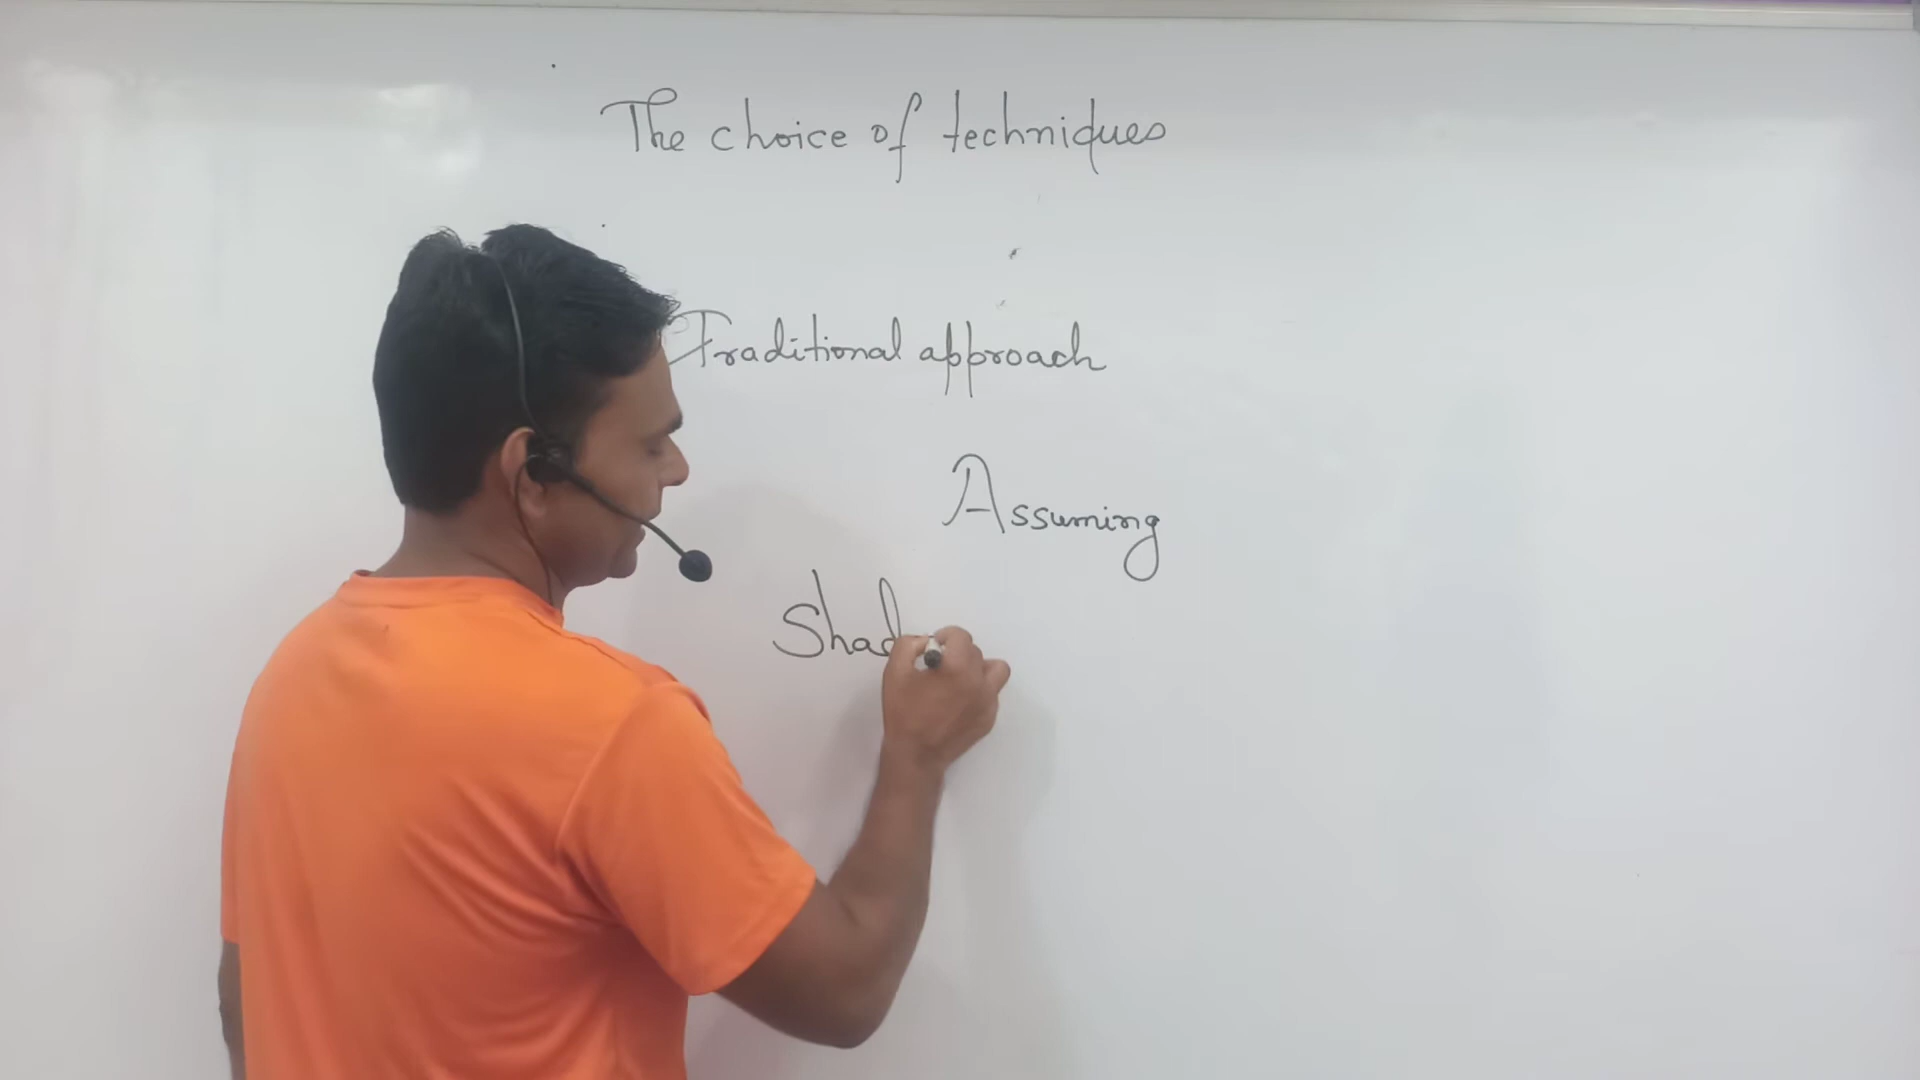 The choice of techniques
Traditional approach
Assuming
Shad